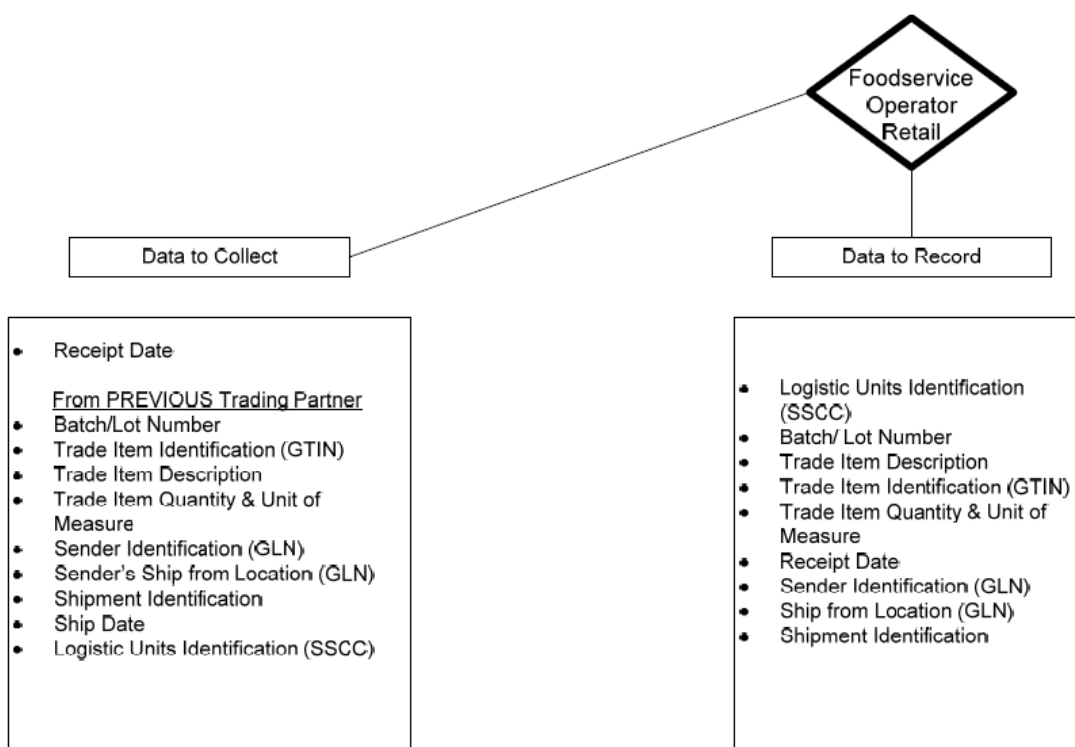 Foodservice
Operator
Retail
Data to Collect
Data to Record
• Receipt Date
From PREVIOUS Trading Partner
• Batch/Lot Number
• Trade Item Identification (GTIN)
• Trade Item Description
• Trade Item Quantity & Unit of
Measure
• Sender Identification (GLN)
• Sender's Ship from Location (GLN)
• Shipment Identification
• Ship Date
• Logistic Units Identification (SSCC)
• Logistic Units Identification
(SSCC)
• Batch/ Lot Number
• Trade Item Description
• Trade Item Identification (GTIN)
• Trade Item Quantity & Unit of
Measure
• Receipt Date
• Sender Identification (GLN)
• Ship from Location (GLN)
• Shipment Identification